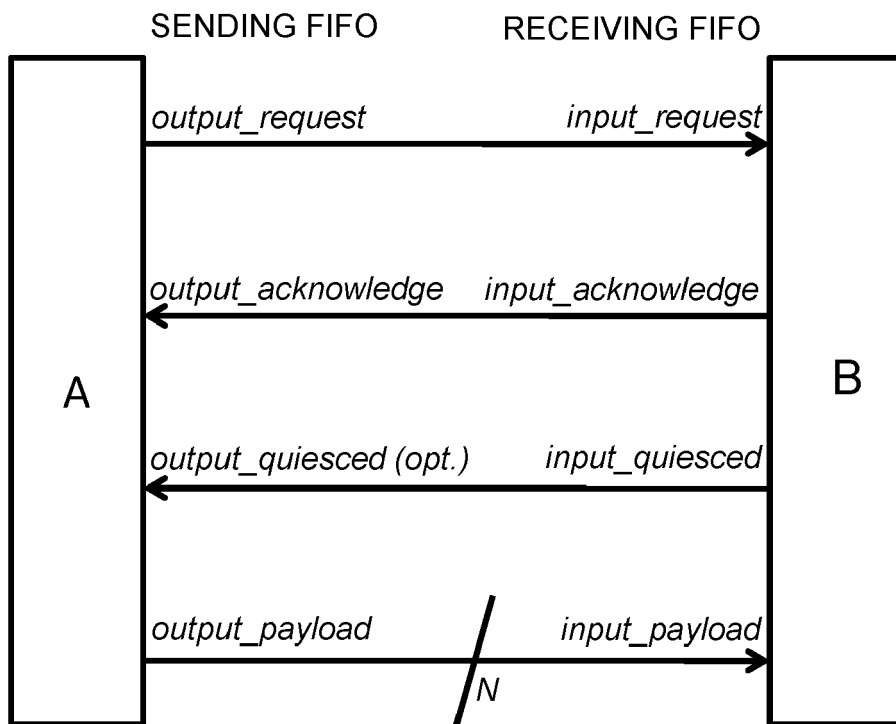 SENDING FIFO RECEIVING FIFO
output_request input_request
output_acknowledge input_acknowledge
A B
output_quiesced (opt.) input_quiesced
output_payload input_payload
N